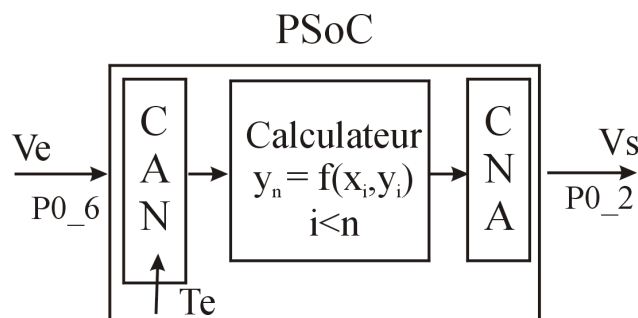 PSoC
Ve
P0_6
C
A
N
Te
Calculateur
yₙ = f(xᵢ,yᵢ)
i<n
C
N
A
Vs
P0_2